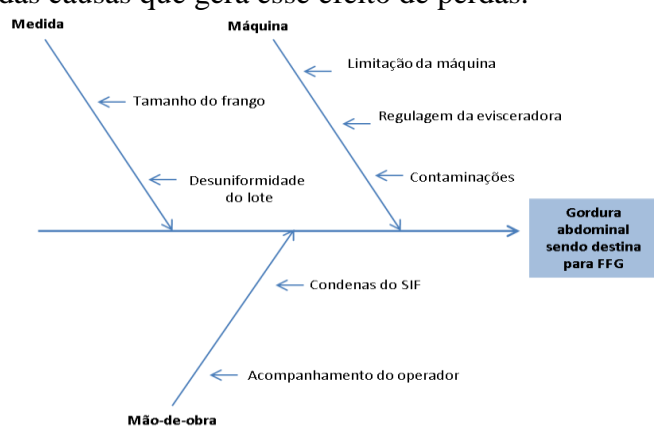 das causas que gera esse efeito de perdas.
Medida
Máquina
Limitação da máquina
Tamanho do frango
Regulagem da evisceradora
Desuniformidade
do lote
Contaminações
Gordura
abdominal
sendo destina
para FFG
Condenas do SIF
Acompanhamento do operador
Mão-de-obra